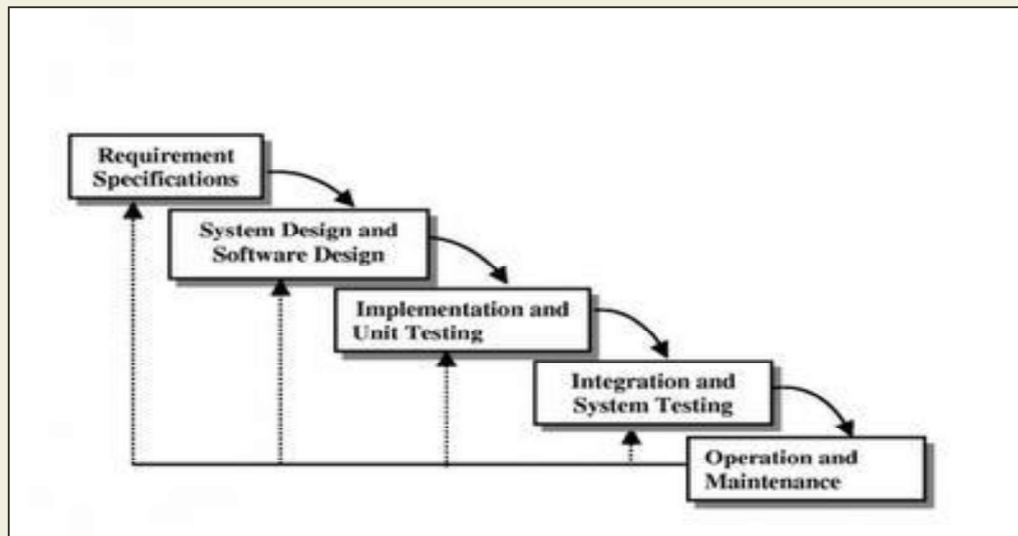 Requirement
Specifications
System Design and
Software Design
Implementation and
Unit Testing
Integration and
System Testing
Operation and
Maintenance